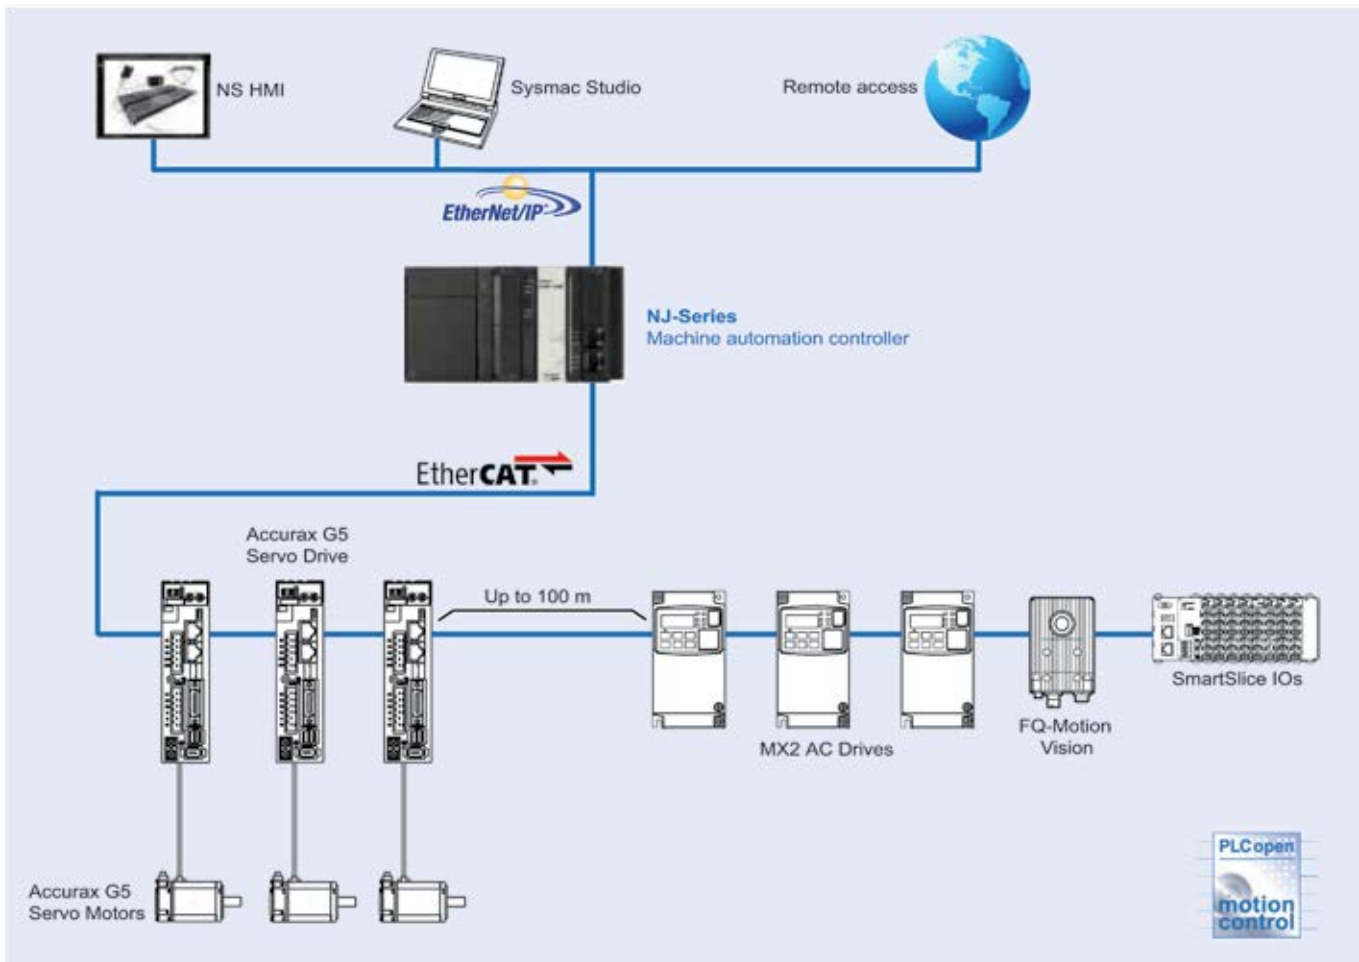 NS HMI
Sysmac Studio
Remote access
EtherNet/IP
NJ-Series
Machine automation controller
EtherCAT
Accurax G5
Servo Drive
Up to 100 m
SmartSlice IOs
FQ-Motion
Vision
MX2 AC Drives
Accurax G5
Servo Motors
PLCopen
motion
control